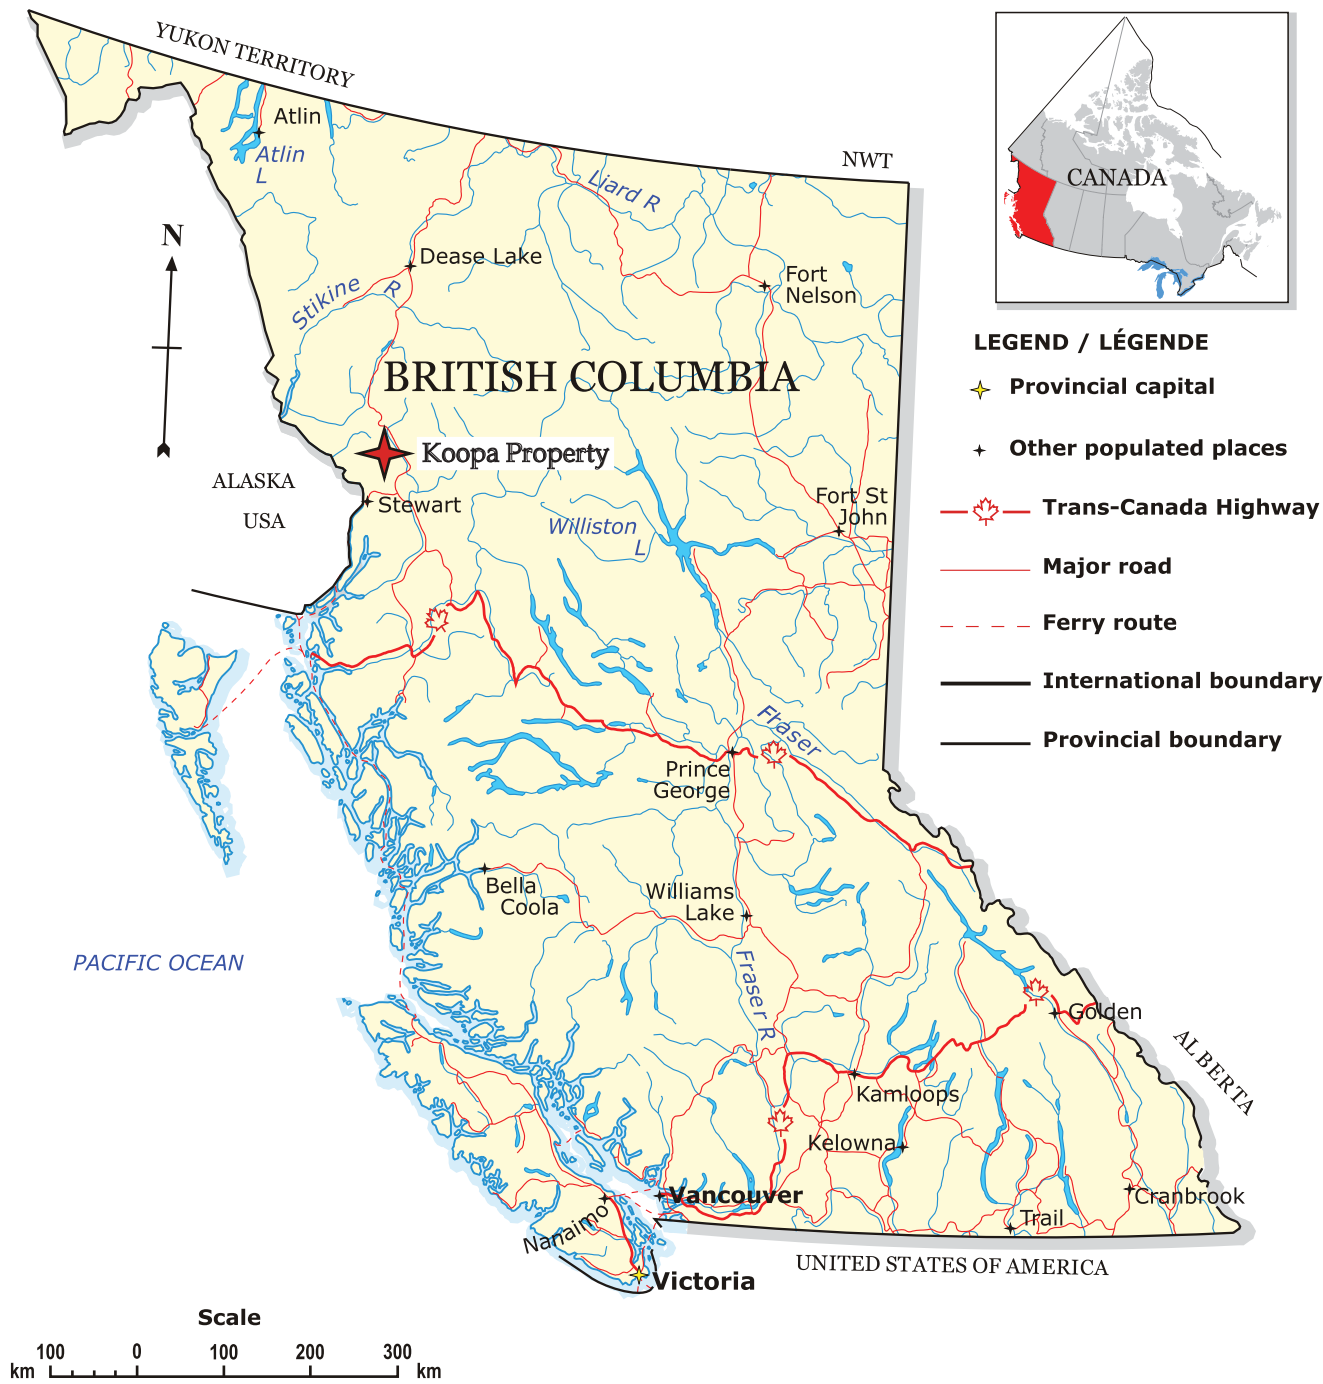 YUKON TERRITORY
Atlin
Atlin
L
NWT
CANADA
Liard R
N
Dease Lake
Stikine R
Fort
Nelson
LEGEND / LÉGENDE
Provincial capital
BRITISH COLUMBIA
Koopa Property
Other populated places
ALASKA
USA
Stewart
Fort St
John
Trans-Canada Highway
Williston
L
Major road
Ferry route
International boundary
Fraser
Provincial boundary
Prince
George
Bella
Coola
Williams
Lake
PACIFIC OCEAN
Fraser R
Golden
ALBERTA
Kamloops
Kelowna
Vancouver
Cranbrook
Trail
Nanaimo
UNITED STATES OF AMERICA
Victoria
Scale
100 0 100 200 300
km km